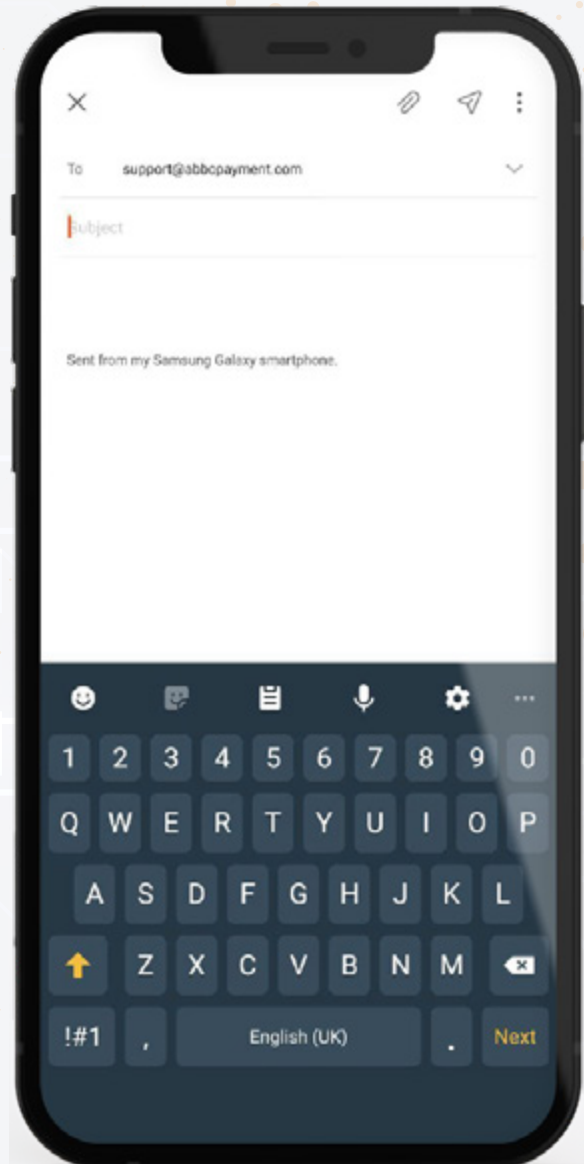 To support@abbcpayment.com
Subject
Sent from my Samsung Galaxy smartphone.
1 2 3 4 5 6 7 8 9 0
Q W E R T Y U I O P
A S D F G H J K L
Z X C V B N M
!#1 , English (UK) . Next